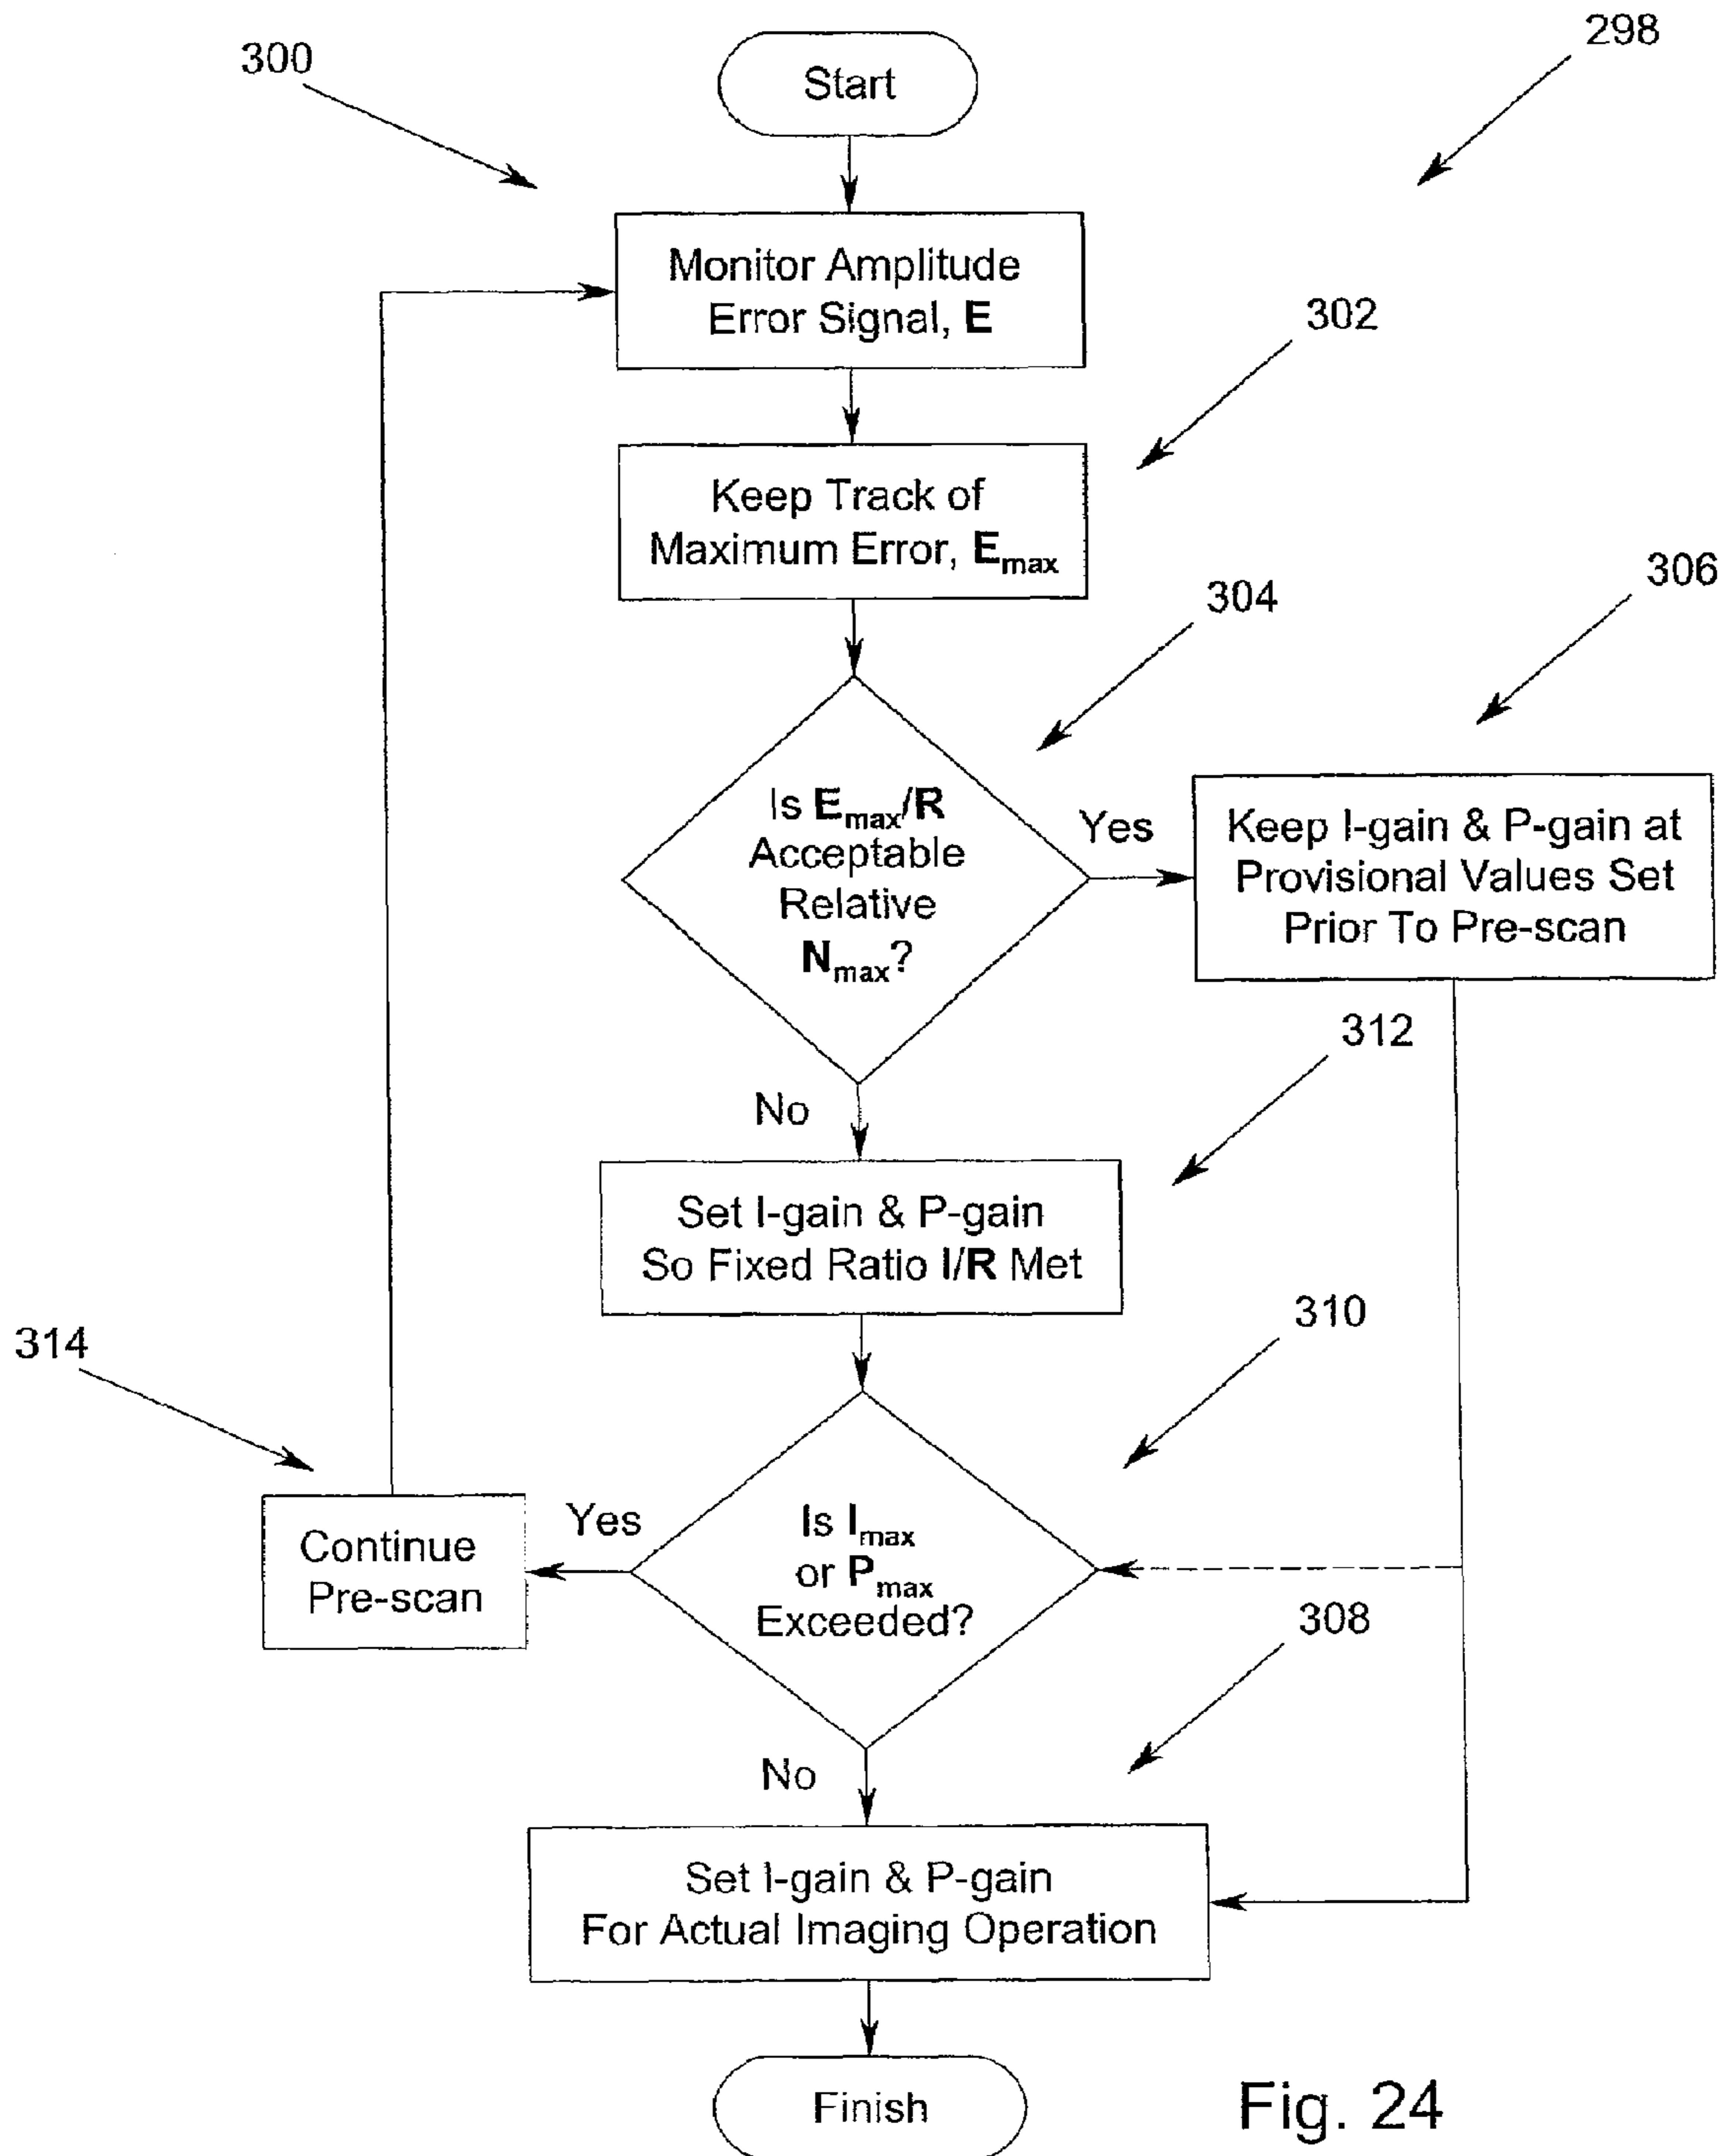 298
300
Start
Monitor Amplitude
Error Signal, E
302
Keep Track of
Maximum Error, Emax
304
306
Is Emax/R
Acceptable
Relative
Nmax?
Yes
Keep I-gain & P-gain at
Provisional Values Set
Prior To Pre-scan
312
No
Set I-gain & P-gain
So Fixed Ratio I/R Met
310
314
Continue
Pre-scan
Yes
Is Imax
or Pmax
Exceeded?
308
No
Set I-gain & P-gain
For Actual Imaging Operation
Finish
Fig. 24